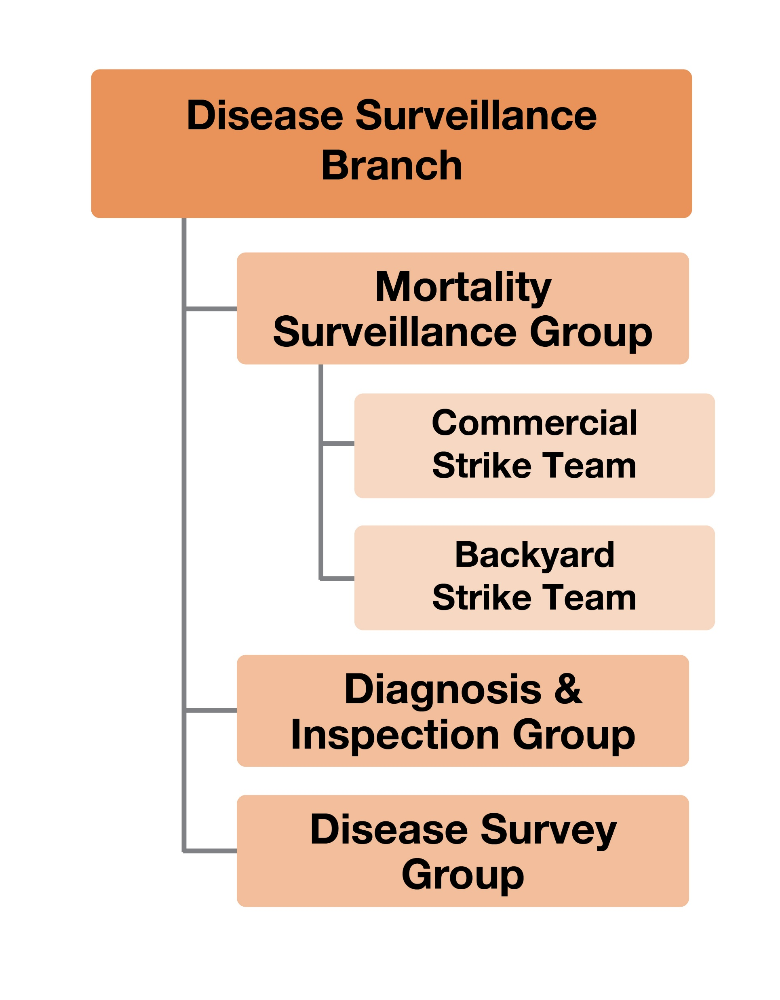 Disease Surveillance
Branch
Mortality
Surveillance Group
Commercial
Strike Team
Backyard
Strike Team
Diagnosis &
Inspection Group
Disease Survey
Group